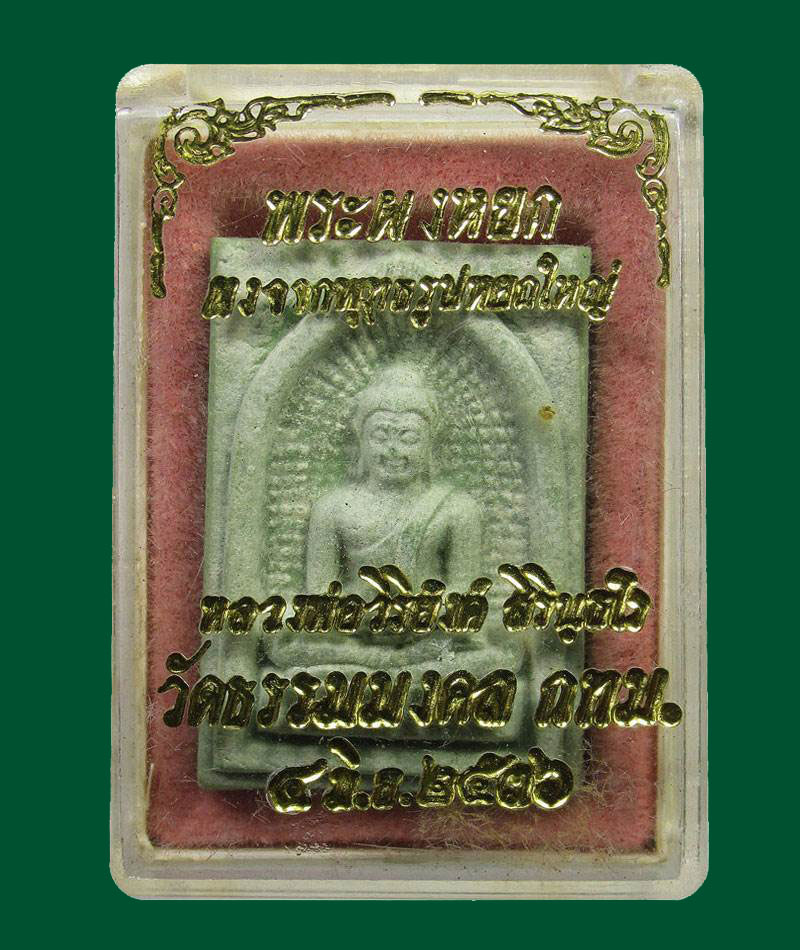 พระผงหยก
ผงจากพุทธรูปหยกใหญ่
หลวงพ่อวิริยังค์ สิรินฺธโร
วัดธรรมมงคล กทม.
๔ มิ.ย.๒๕๓๖